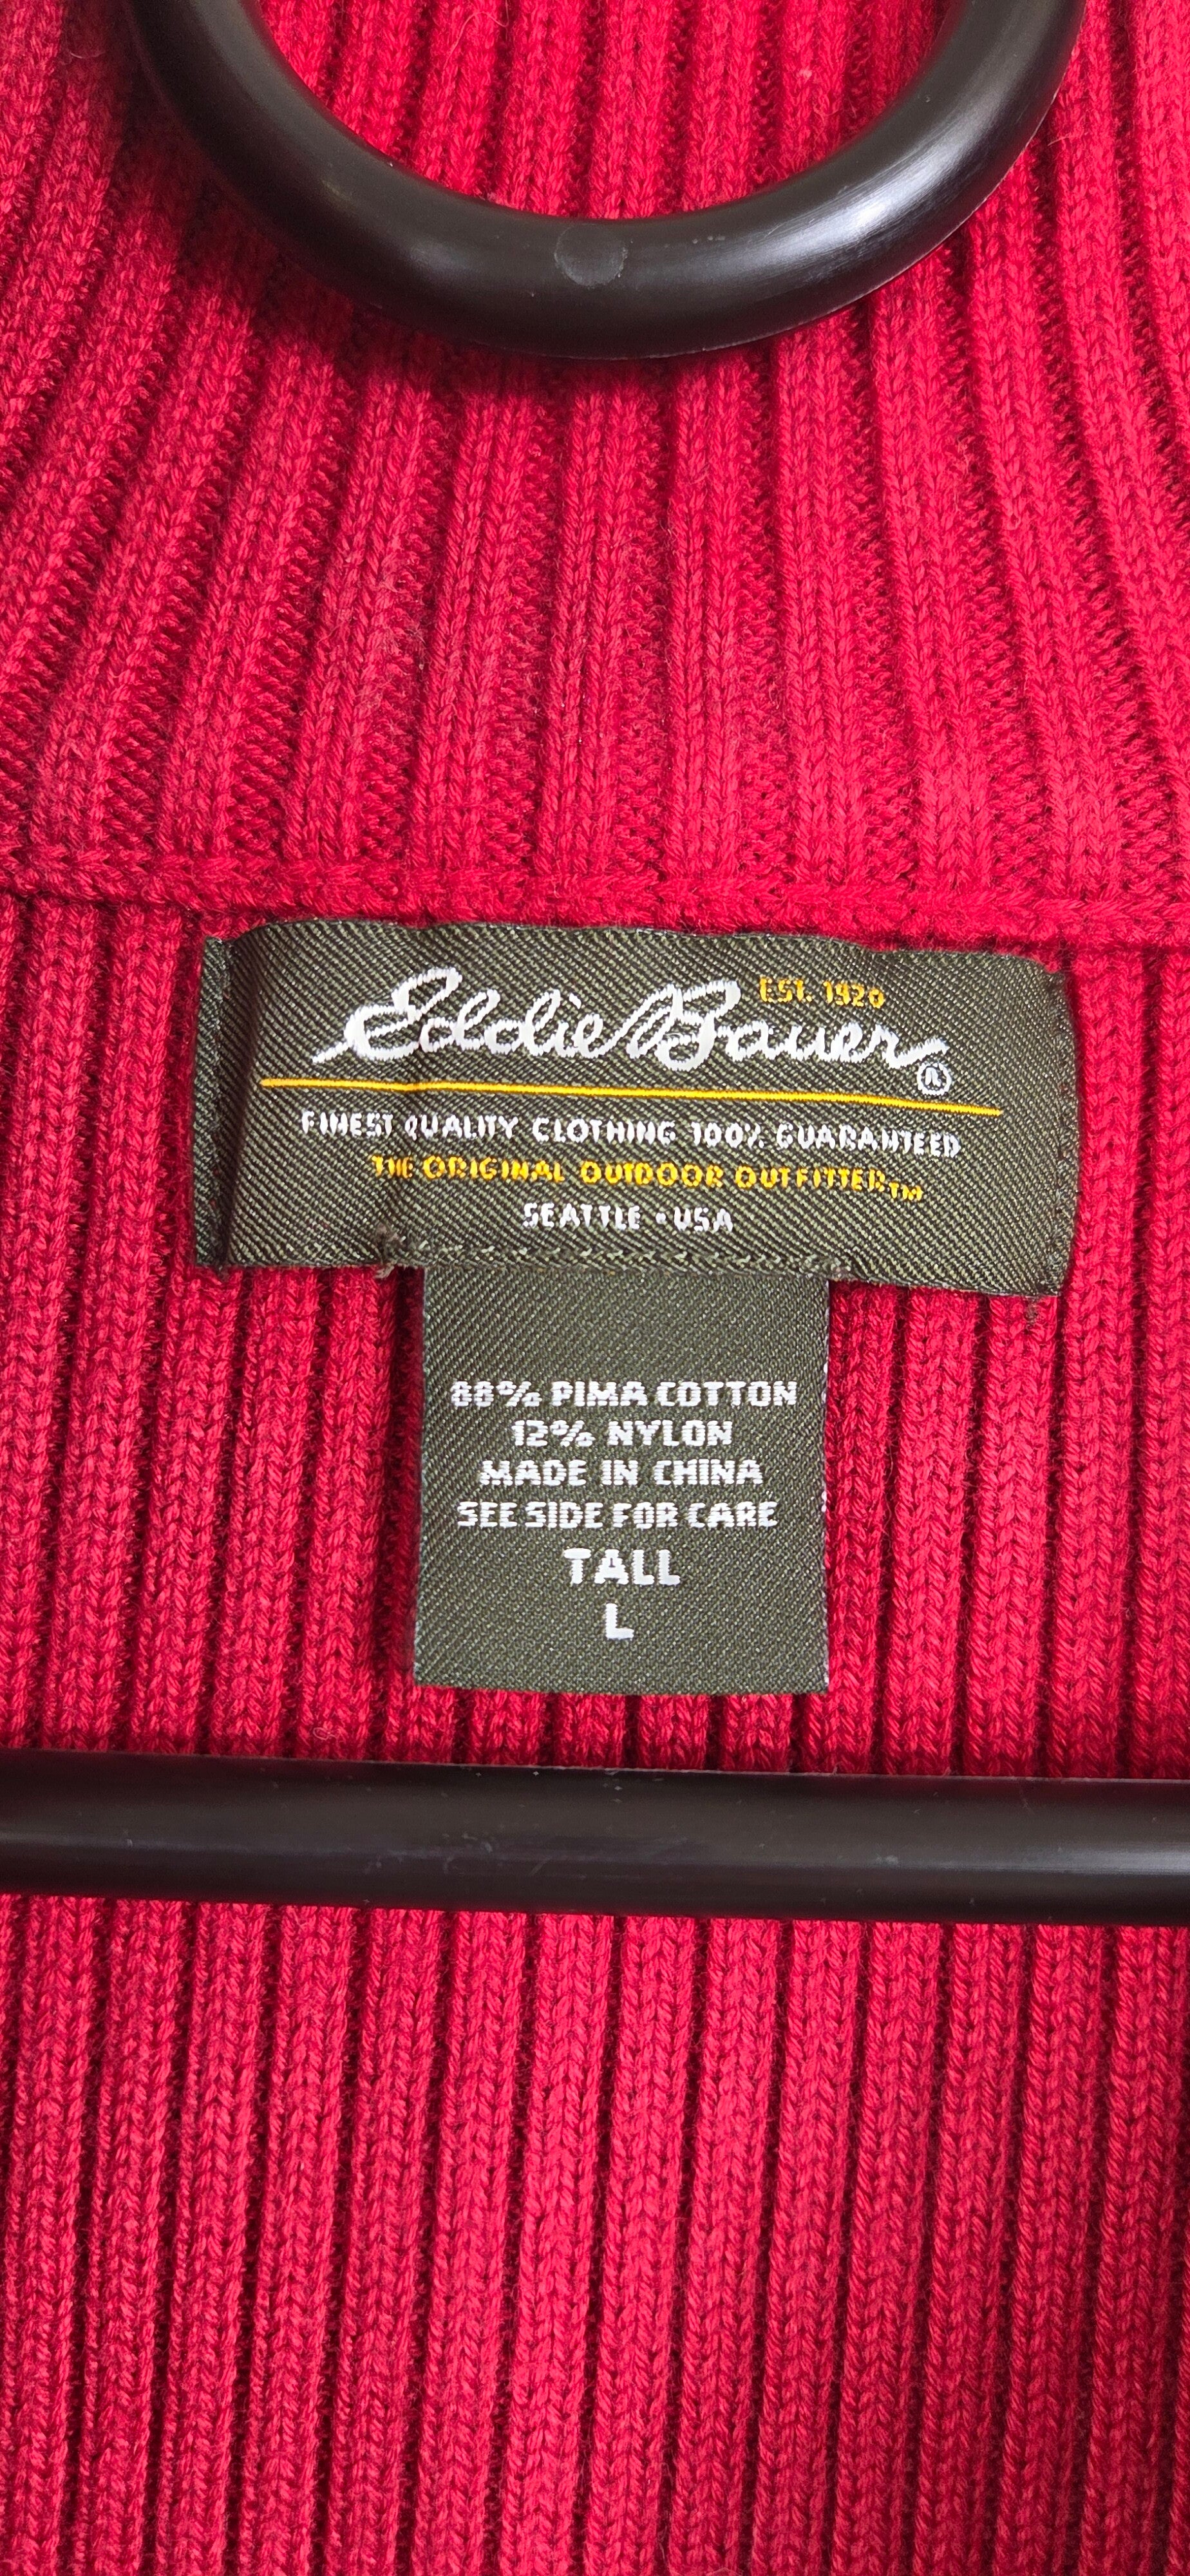 Eddie Bauer®
EST. 1920
FINEST QUALITY CLOTHING 100% GUARANTEED
THE ORIGINAL OUTDOOR OUTFITTER™
SEATTLE • USA
88% PIMA COTTON
12% NYLON
MADE IN CHINA
SEE SIDE FOR CARE
TALL
L